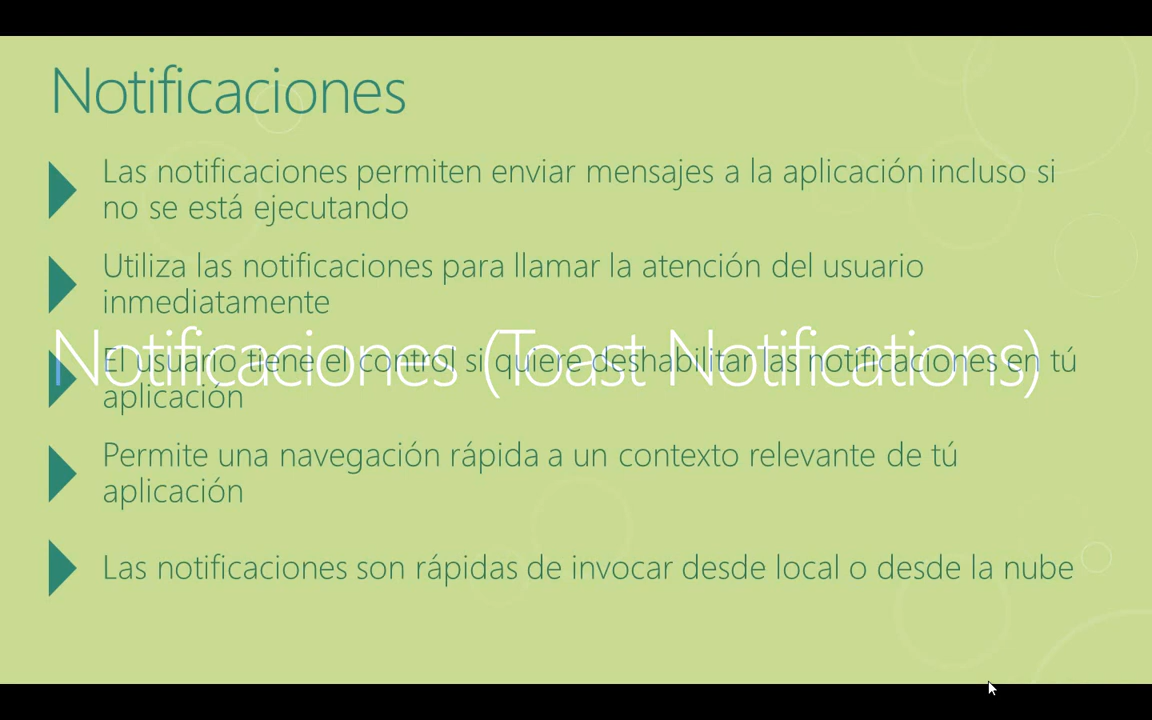 Notificaciones
Las notificaciones permiten enviar mensajes a la aplicación incluso si
no se está ejecutando
Utiliza las notificaciones para llamar la atención del usuario
inmediatamente
Notificaciones (Toast Notifications)
El usuario tiene el control si quiere deshabilitar las notificaciones en tú
aplicación
Permite una navegación rápida a un contexto relevante de tú
aplicación
Las notificaciones son rápidas de invocar desde local o desde la nube